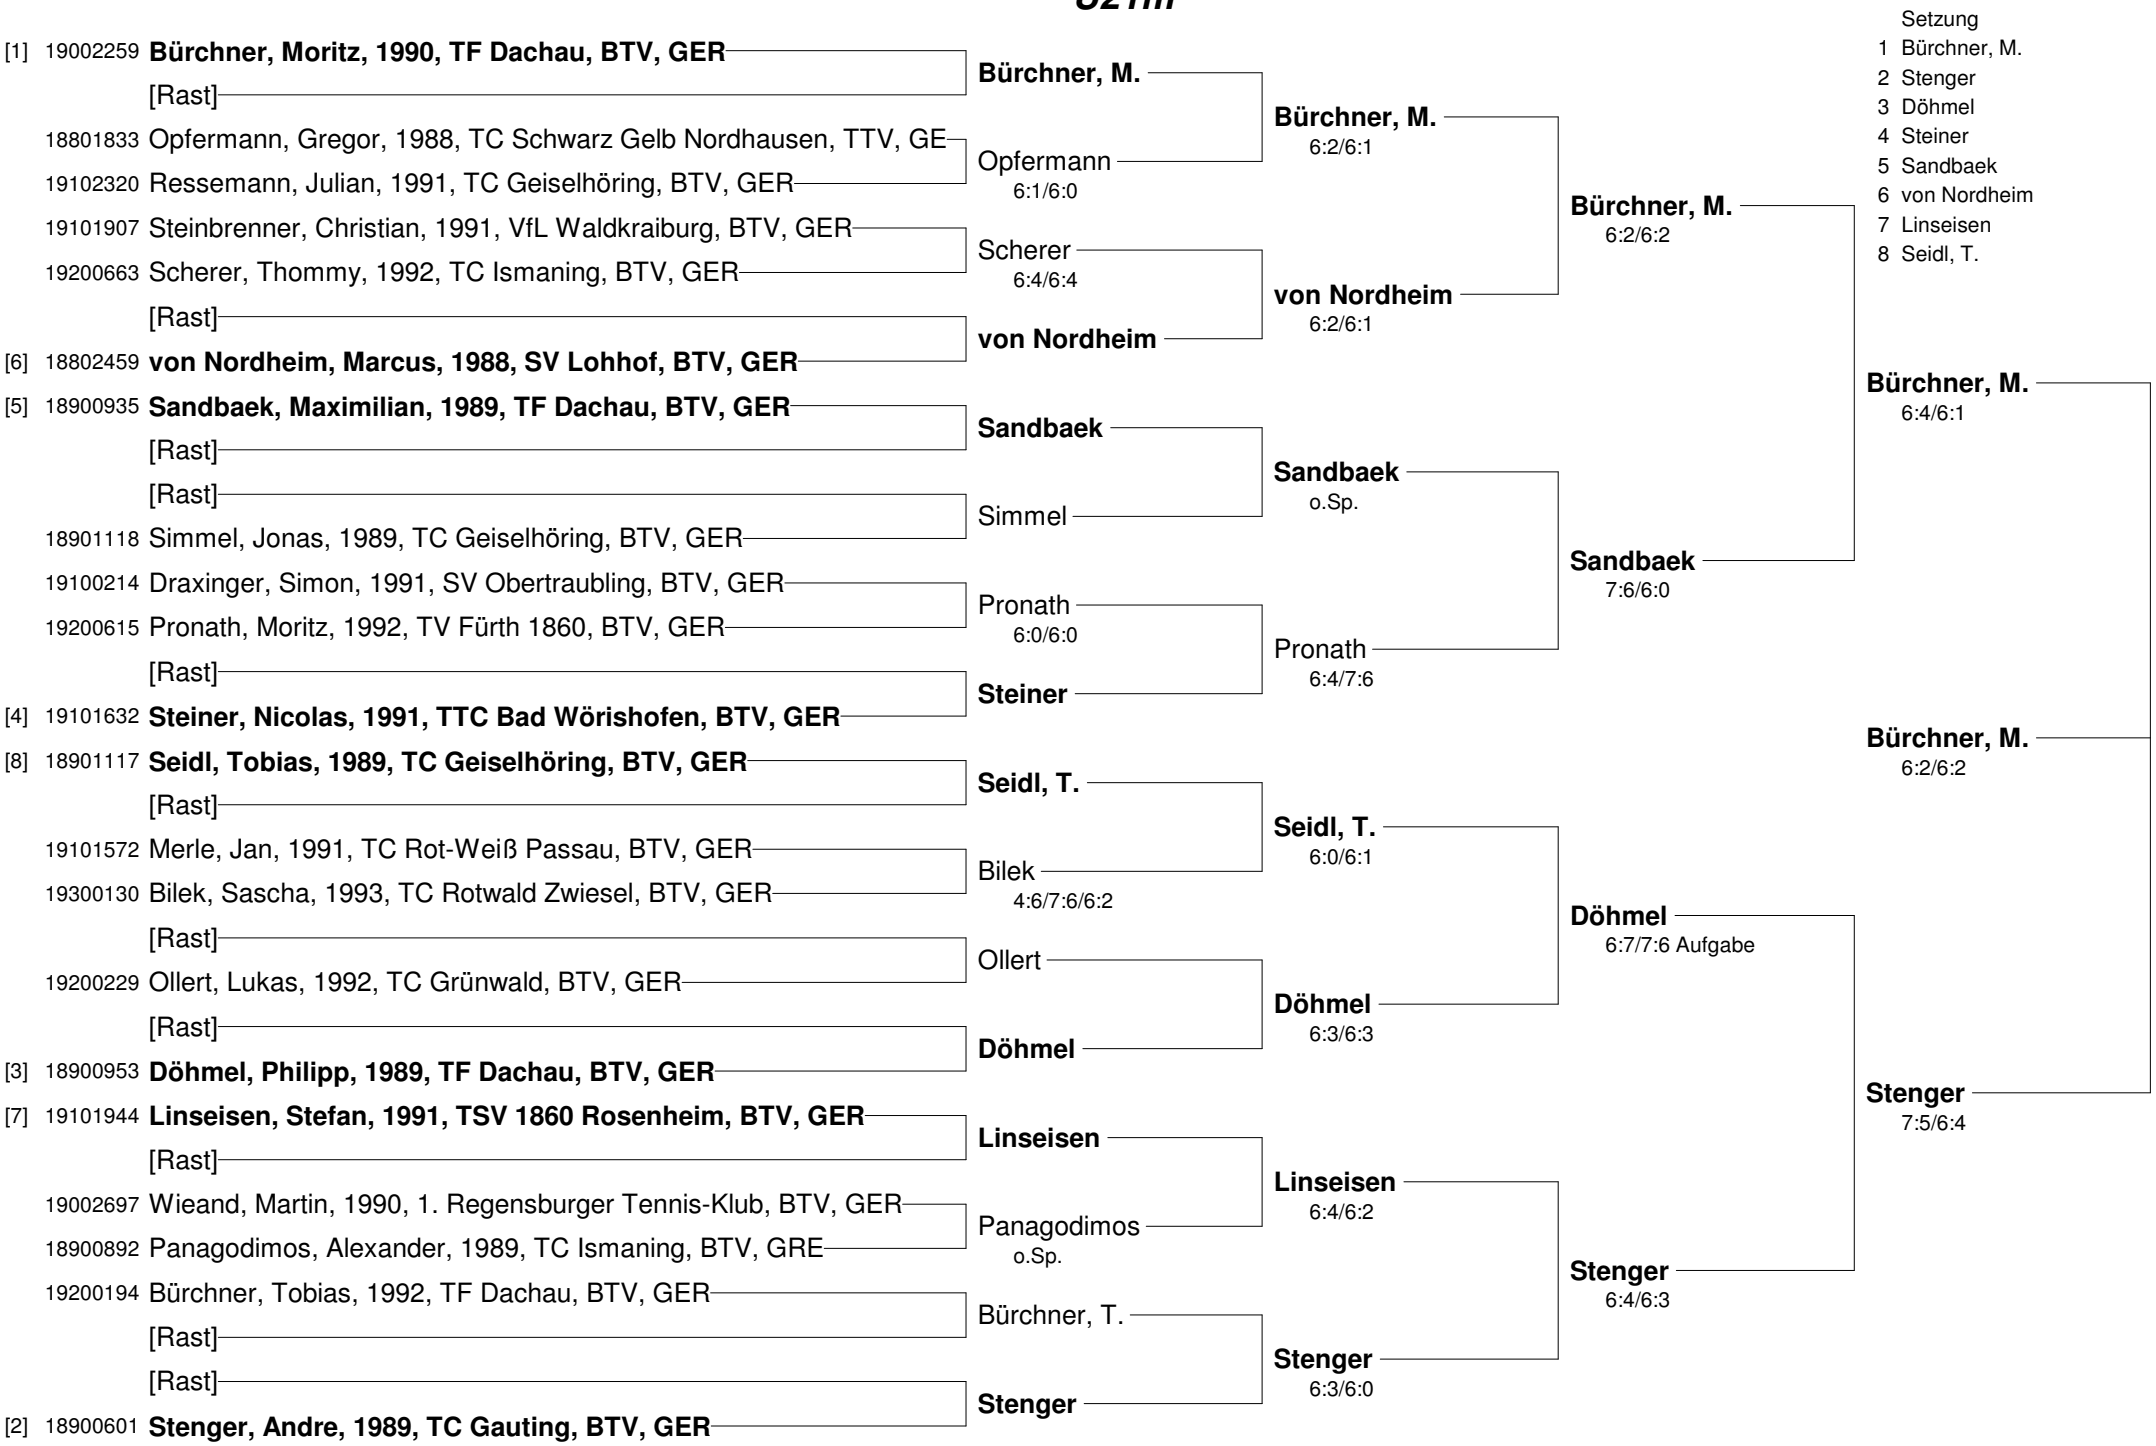 [1] 19002259 Bürchner, Moritz, 1990, TF Dachau, BTV, GER
[Rast]
18801833 Opfermann, Gregor, 1988, TC Schwarz Gelb Nordhausen, TTV, GE
19102320 Ressemann, Julian, 1991, TC Geiselhöring, BTV, GER
19101907 Steinbrenner, Christian, 1991, VfL Waldkraiburg, BTV, GER
19200663 Scherer, Thommy, 1992, TC Ismaning, BTV, GER
[Rast]
[6] 18802459 von Nordheim, Marcus, 1988, SV Lohhof, BTV, GER
[5] 18900935 Sandbaek, Maximilian, 1989, TF Dachau, BTV, GER
[Rast]
[Rast]
18901118 Simmel, Jonas, 1989, TC Geiselhöring, BTV, GER
19100214 Draxinger, Simon, 1991, SV Obertraubling, BTV, GER
19200615 Pronath, Moritz, 1992, TV Fürth 1860, BTV, GER
[Rast]
[4] 19101632 Steiner, Nicolas, 1991, TTC Bad Wörishofen, BTV, GER
[8] 18901117 Seidl, Tobias, 1989, TC Geiselhöring, BTV, GER
[Rast]
19101572 Merle, Jan, 1991, TC Rot-Weiß Passau, BTV, GER
19300130 Bilek, Sascha, 1993, TC Rotwald Zwiesel, BTV, GER
[Rast]
19200229 Ollert, Lukas, 1992, TC Grünwald, BTV, GER
[Rast]
[3] 18900953 Döhmel, Philipp, 1989, TF Dachau, BTV, GER
[7] 19101944 Linseisen, Stefan, 1991, TSV 1860 Rosenheim, BTV, GER
[Rast]
19002697 Wieand, Martin, 1990, 1. Regensburger Tennis-Klub, BTV, GER
18900892 Panagodimos, Alexander, 1989, TC Ismaning, BTV, GRE
19200194 Bürchner, Tobias, 1992, TF Dachau, BTV, GER
[Rast]
[Rast]
[2] 18900601 Stenger, Andre, 1989, TC Gauting, BTV, GER
Bürchner, M.
Opfermann
6:1/6:0
Scherer
6:4/6:4
von Nordheim
Sandbaek
Simmel
Pronath
6:0/6:0
Steiner
Seidl, T.
Bilek
4:6/7:6/6:2
Ollert
Döhmel
Linseisen
Panagodimos
o.Sp.
Bürchner, T.
Stenger
Bürchner, M.
6:2/6:1
von Nordheim
6:2/6:1
Sandbaek
o.Sp.
Pronath
6:4/7:6
Seidl, T.
6:0/6:1
Döhmel
6:3/6:3
Linseisen
6:4/6:2
Stenger
6:3/6:0
Bürchner, M.
6:2/6:2
Sandbaek
7:6/6:0
Döhmel
6:7/7:6 Aufgabe
Stenger
6:4/6:3
Bürchner, M.
6:4/6:1
Bürchner, M.
6:2/6:2
Stenger
7:5/6:4
Setzung
1 Bürchner, M.
2 Stenger
3 Döhmel
4 Steiner
5 Sandbaek
6 von Nordheim
7 Linseisen
8 Seidl, T.